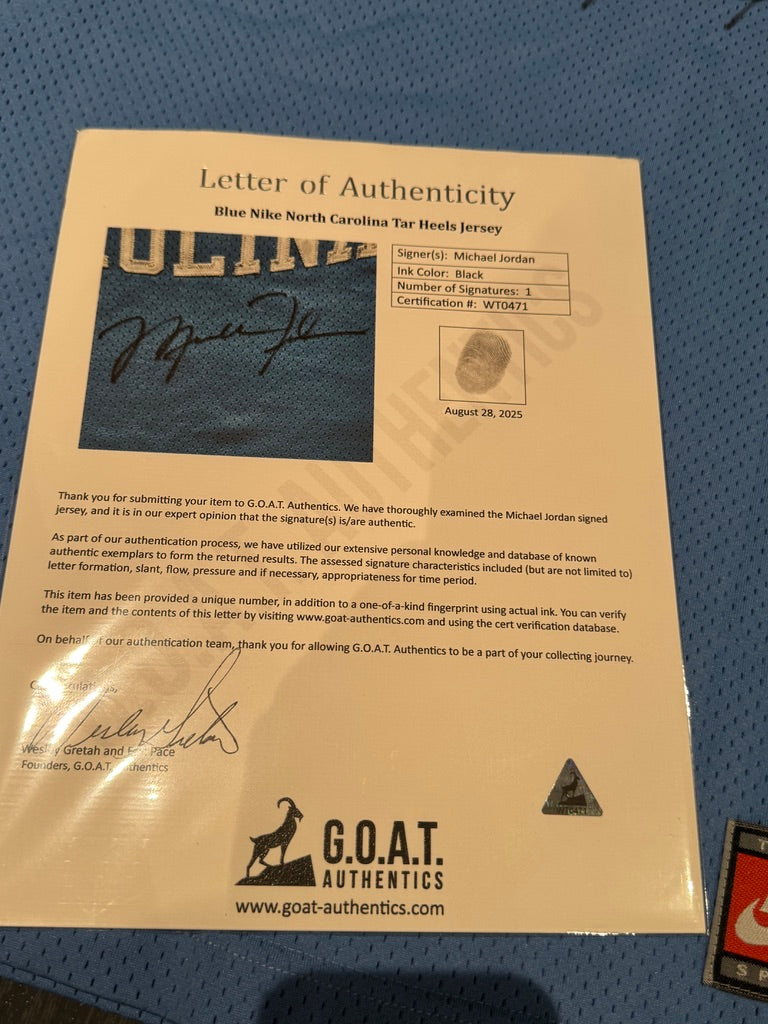 Letter of Authenticity
Blue Nike North Carolina Tar Heels Jersey
Signer(s): Michael Jordan
Ink Color: Black
Number of Signatures: 1
Certification #: WT0471
August 28, 2025
Thank you for submitting your item to G.O.A.T. Authentics. We have thoroughly examined the Michael Jordan signed
jersey, and it is in our expert opinion that the signature(s) is/are authentic.
As part of our authentication process, we have utilized our extensive personal knowledge and database of known
authentic exemplars to form the returned results. The assessed signature characteristics included (but are not limited to)
letter formation, slant, flow, pressure and if necessary, appropriateness for time period.
This item has been provided a unique number, in addition to a one-of-a-kind fingerprint using actual ink. You can verify
the item and the contents of this letter by visiting www.goat-authentics.com and using the cert verification database.
On behalf of our authentication team, thank you for allowing G.O.A.T. Authentics to be a part of your collecting journey.
Wesley Gretah and Pace
Founders, G.O.A.T. Authentics
G.O.A.T.
AUTHENTICS
www.goat-authentics.com